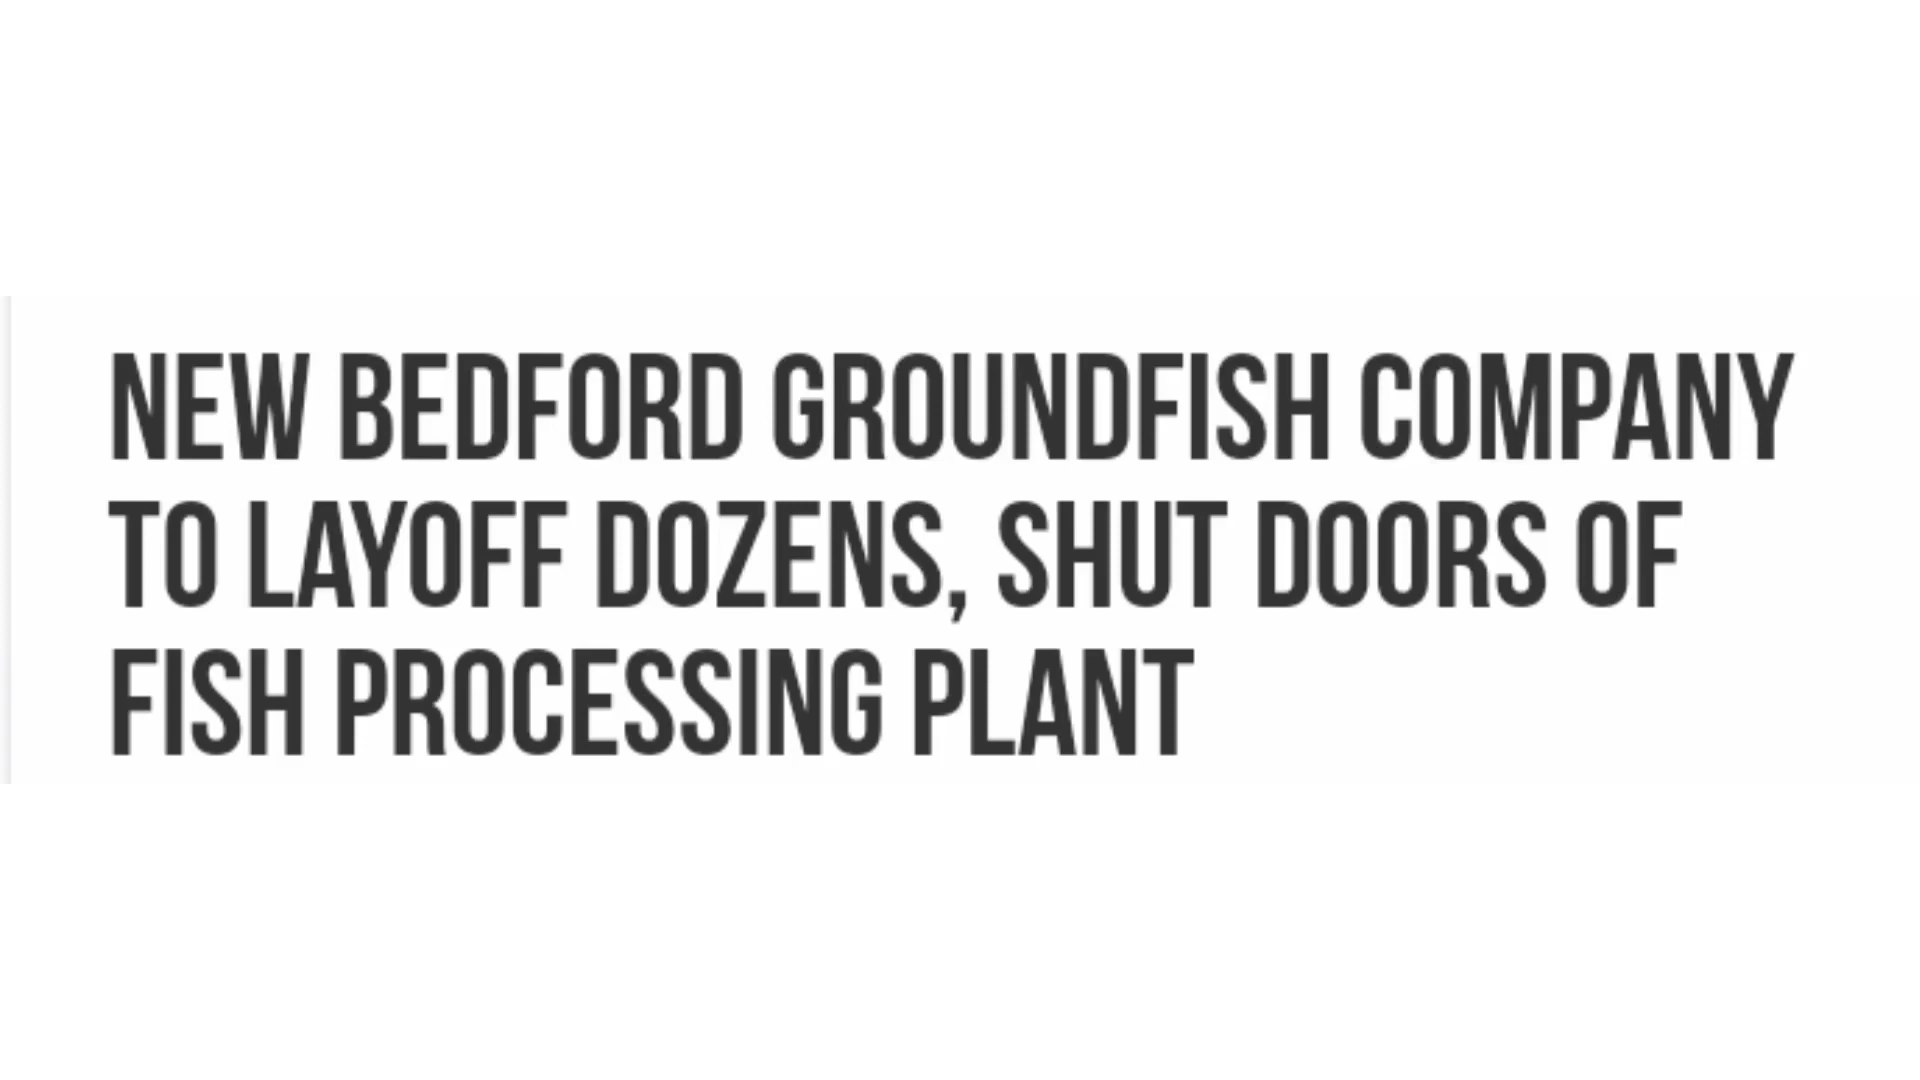 NEW BEDFORD GROUNDFISH COMPANY
TO LAYOFF DOZENS, SHUT DOORS OF
FISH PROCESSING PLANT